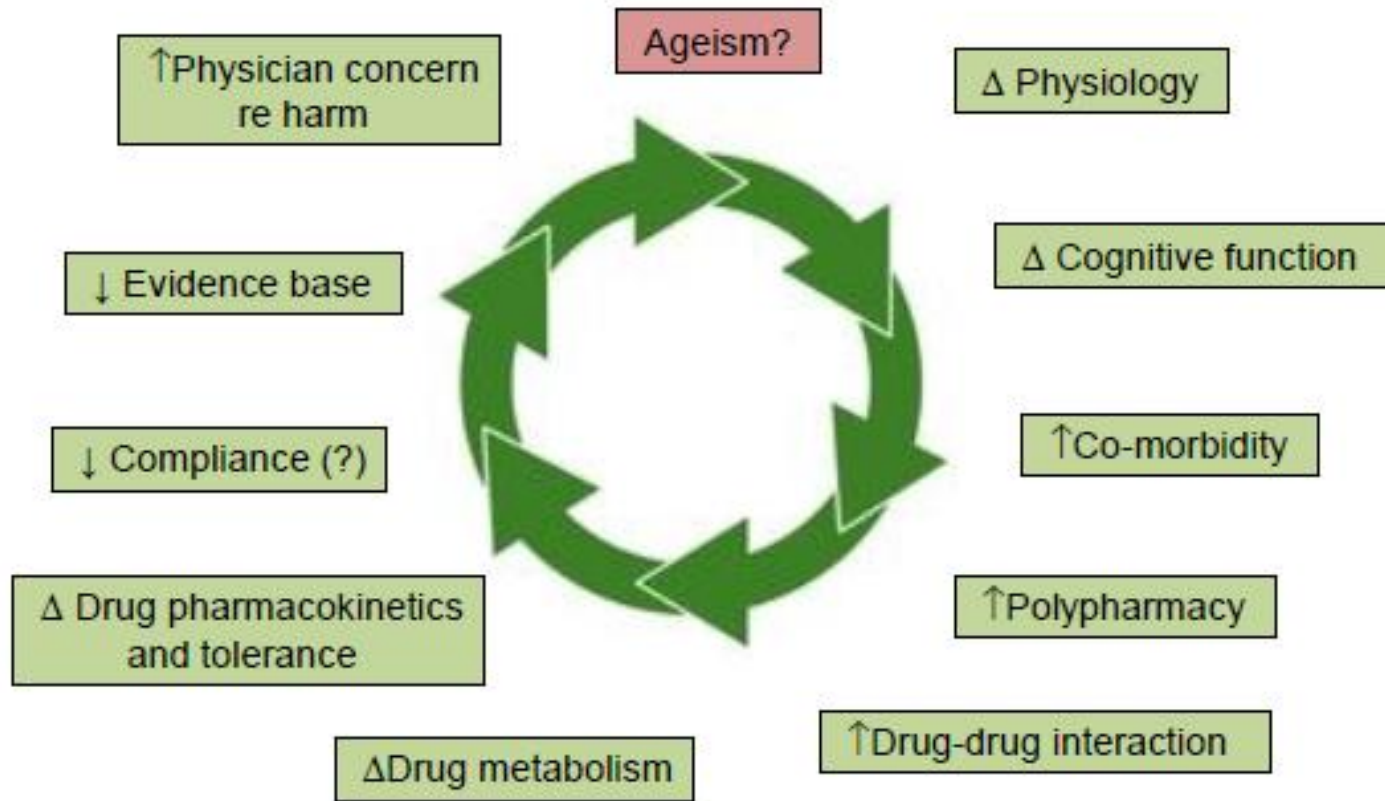 Ageism?
Δ Physiology
Δ Cognitive function
↑Co-morbidity
↑Polypharmacy
↑Drug-drug interaction
ΔDrug metabolism
Δ Drug pharmacokinetics
and tolerance
↓ Compliance (?)
↓ Evidence base
↑Physician concern
re harm